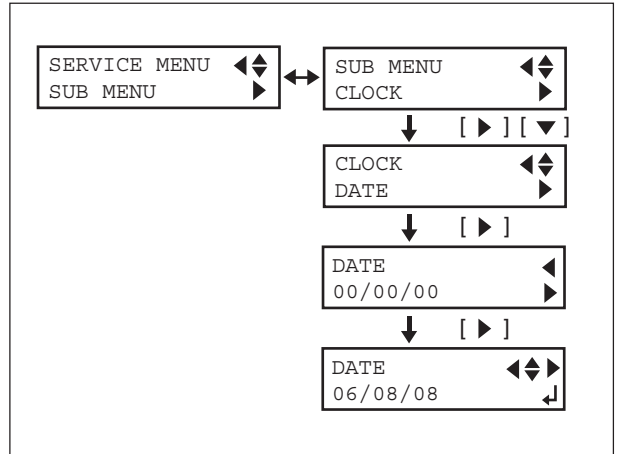 SERVICE MENU ◀◆
SUB MENU ▶
SUB MENU ◀◆
CLOCK ▶
[ ▶ ] [ ▼ ]
CLOCK ◀◆
DATE ▶
[ ▶ ]
DATE ◀
00/00/00 ▶
[ ▶ ]
DATE ◀◆▶
06/08/08 ↵